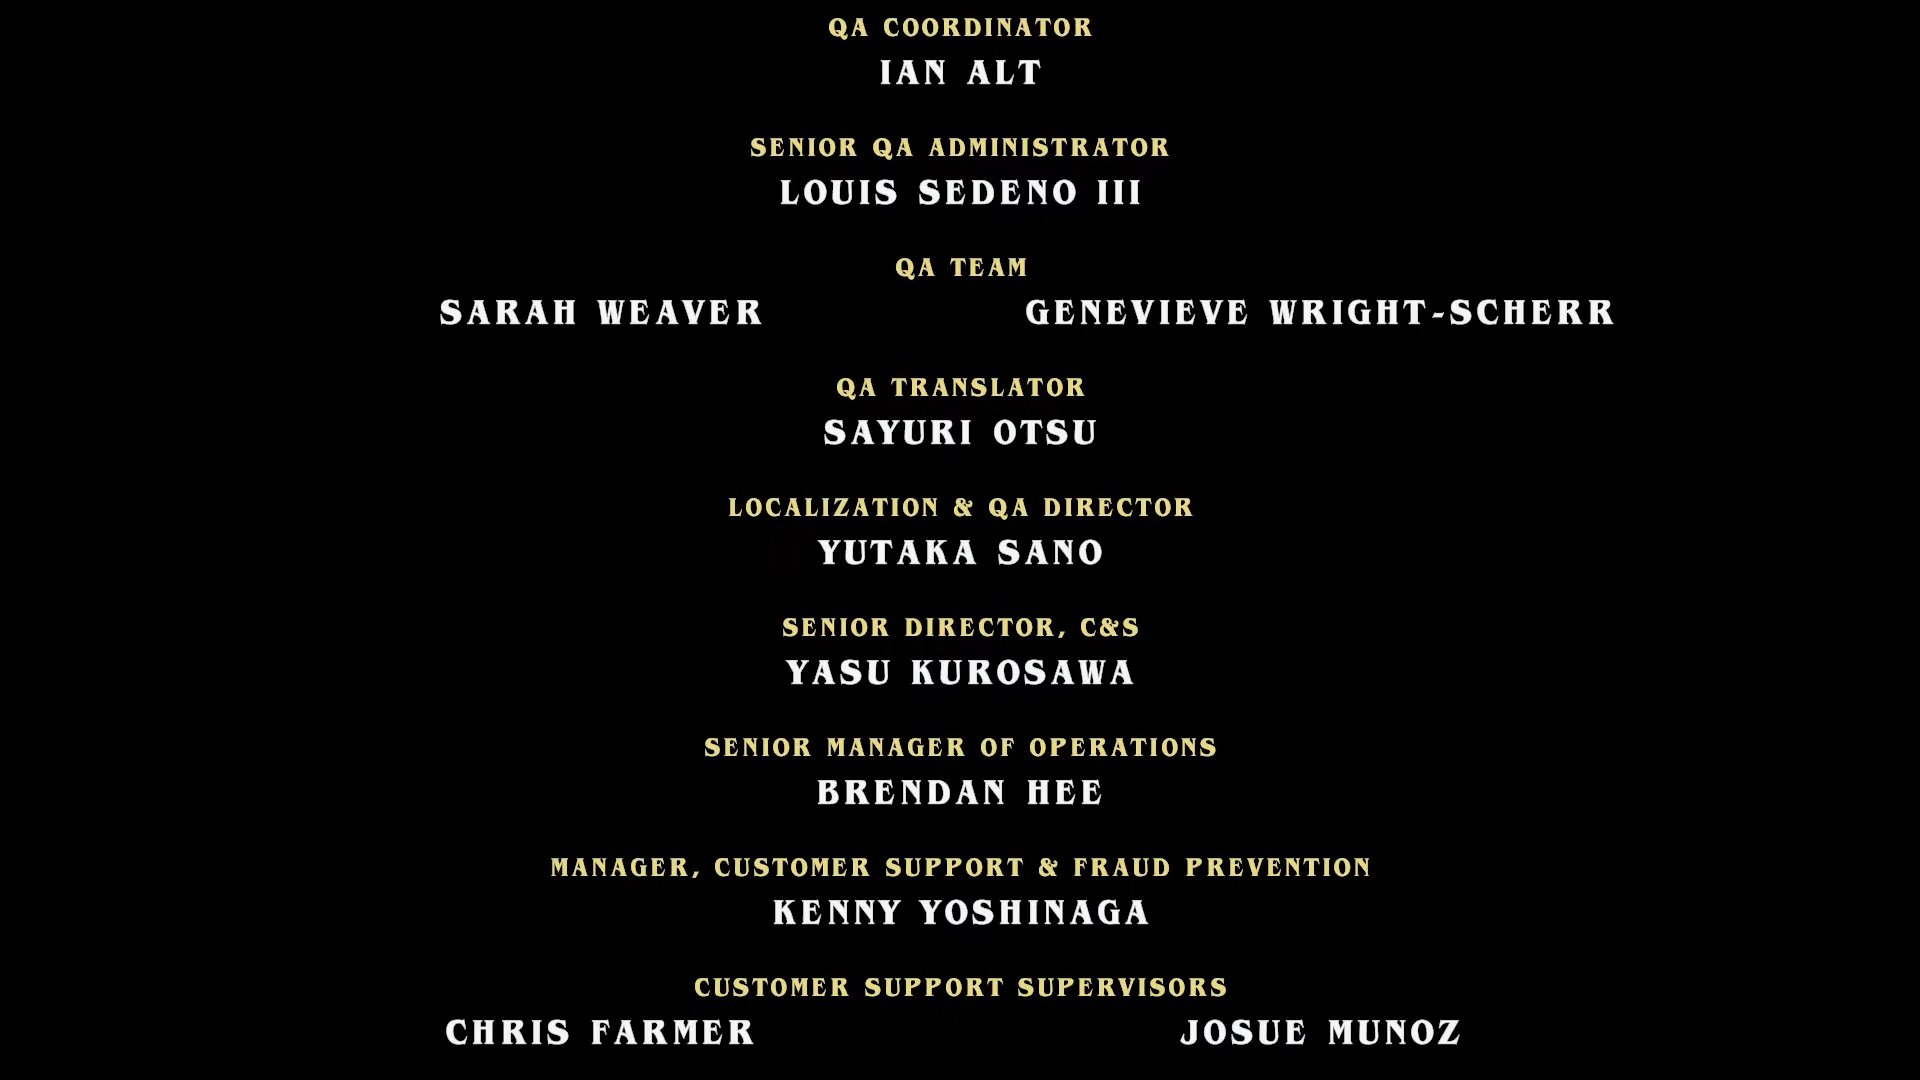 QA COORDINATOR
IAN ALT
SENIOR QA ADMINISTRATOR
LOUIS SEDENO III
QA TEAM
SARAH WEAVER GENEVIEVE WRIGHT-SCHERR
QA TRANSLATOR
SAYURI OTSU
LOCALIZATION & QA DIRECTOR
YUTAKA SANO
SENIOR DIRECTOR, C&S
YASU KUROSAWA
SENIOR MANAGER OF OPERATIONS
BRENDAN HEE
MANAGER, CUSTOMER SUPPORT & FRAUD PREVENTION
KENNY YOSHINAGA
CUSTOMER SUPPORT SUPERVISORS
CHRIS FARMER JOSUE MUNOZ